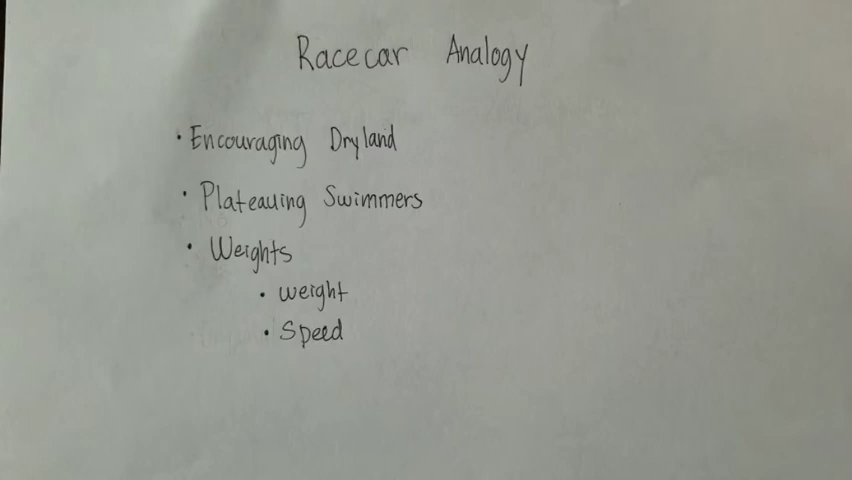 Racecar Analogy
• Encouraging Dryland
• Plateauing Swimmers
• Weights
• weight
• Speed